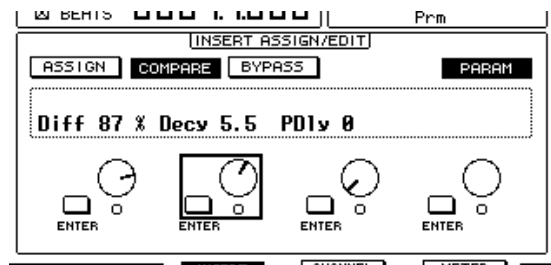 BEATS
Prm
INSERT ASSIGN/EDIT
ASSIGN COMPARE BYPASS PARAM
Diff 87 % Decy 5.5 PDly 0
ENTER ENTER ENTER ENTER